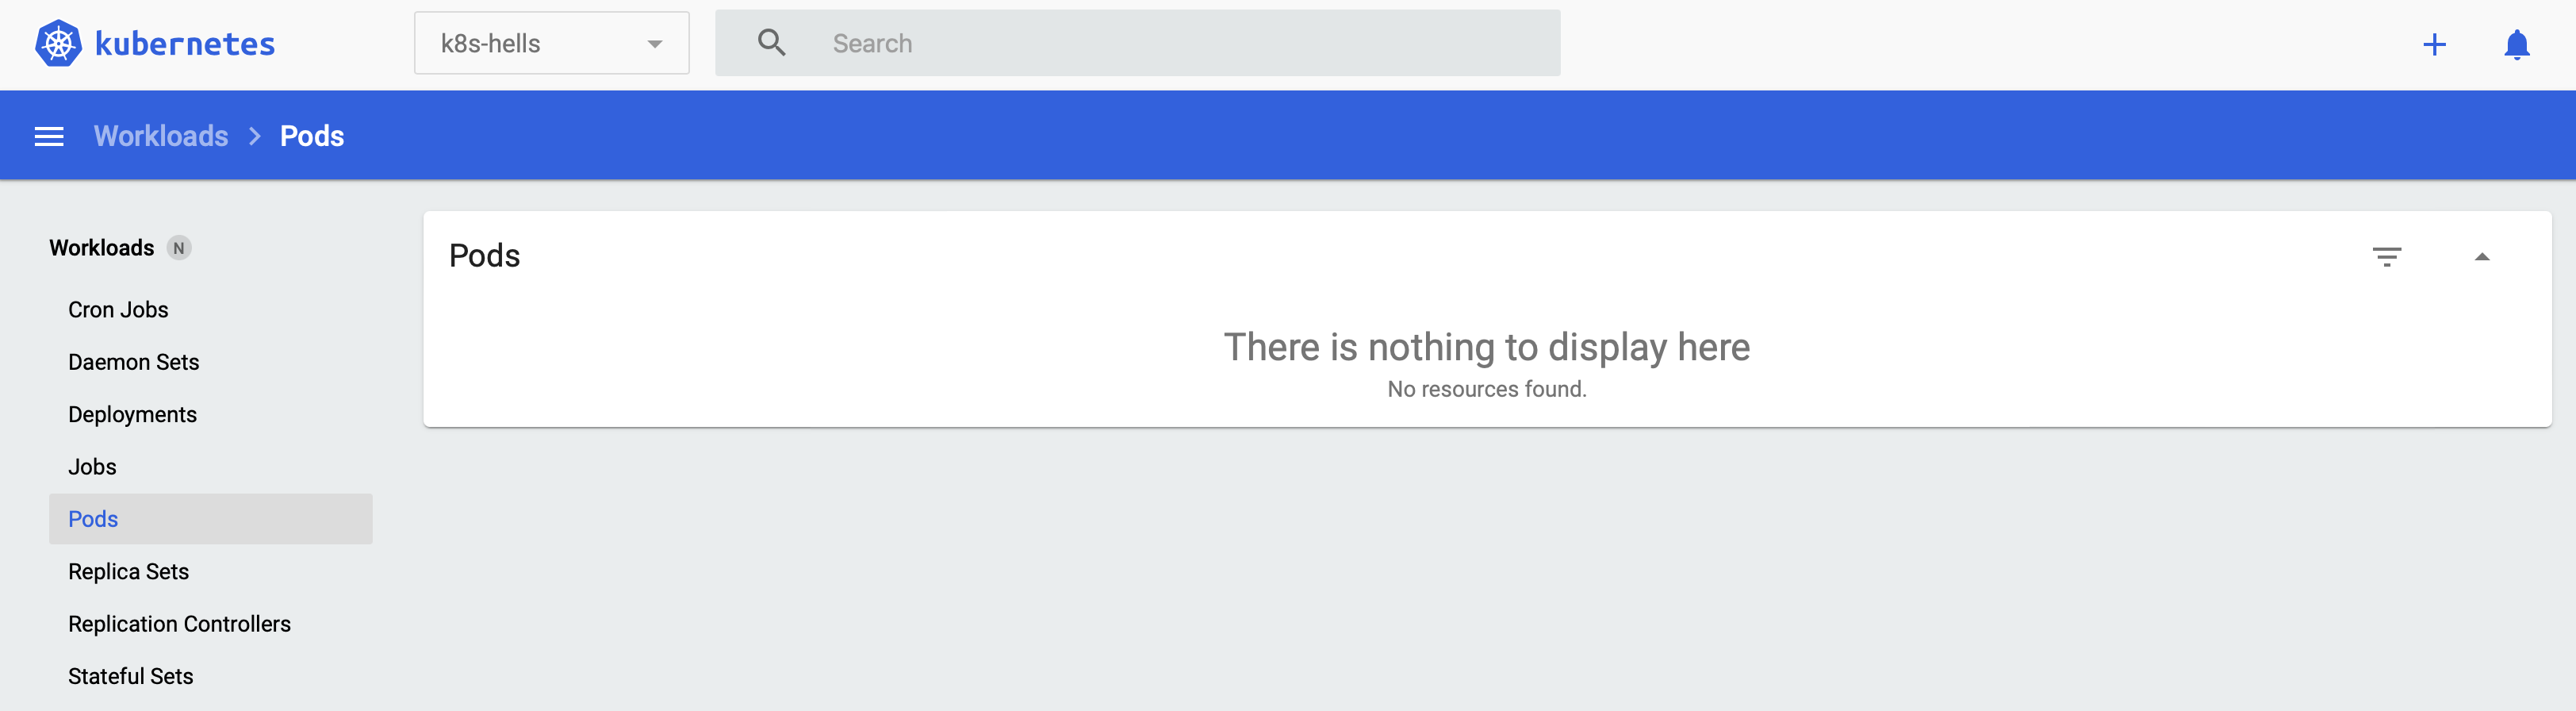 kubernetes
k8s-hells
Search
Workloads > Pods
Workloads N
Cron Jobs
Daemon Sets
Deployments
Jobs
Pods
Replica Sets
Replication Controllers
Stateful Sets
Pods
There is nothing to display here
No resources found.